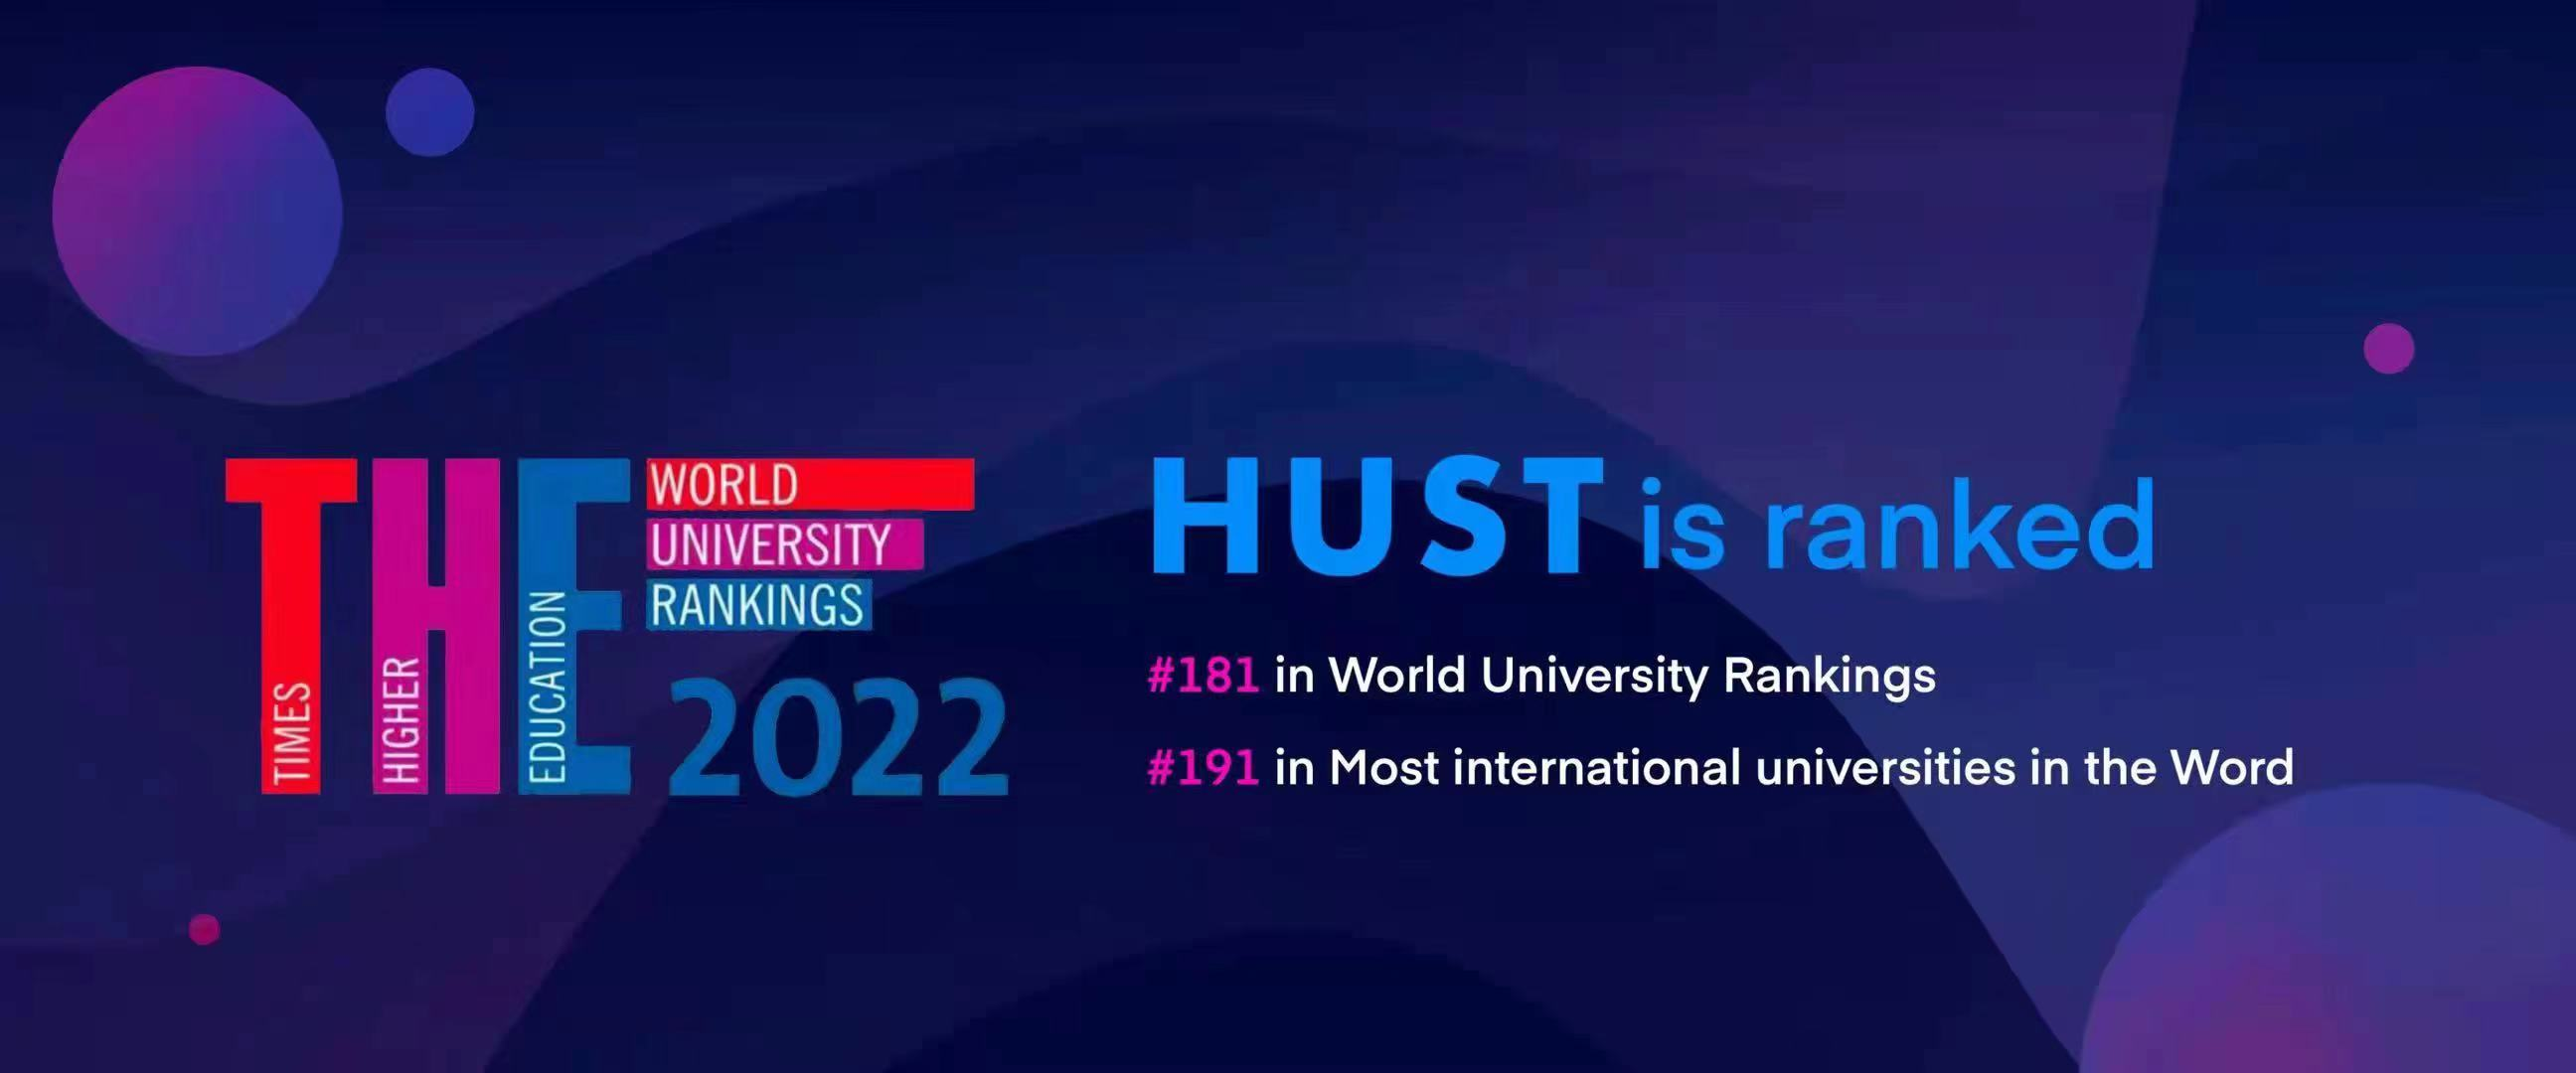 TIMES
HIGHER
EDUCATION
WORLD
UNIVERSITY
RANKINGS
2022
HUST is ranked
#181 in World University Rankings
#191 in Most international universities in the Word